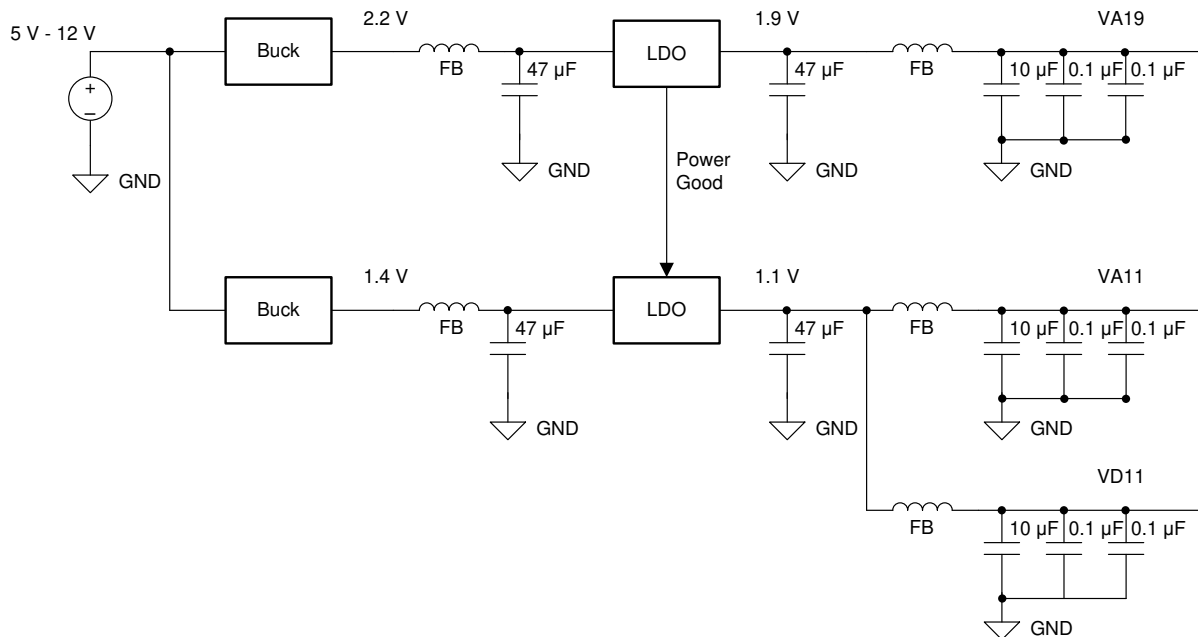 5 V - 12 V
2.2 V
1.9 V
VA19
Buck
FB
47 µF
LDO
47 µF
FB
10 µF 0.1 µF 0.1 µF
+
−
GND
GND
Power
Good
GND
GND
1.4 V
1.1 V
VA11
Buck
FB
47 µF
LDO
47 µF
FB
10 µF 0.1 µF 0.1 µF
GND
GND
GND
VD11
FB
10 µF 0.1 µF 0.1 µF
GND